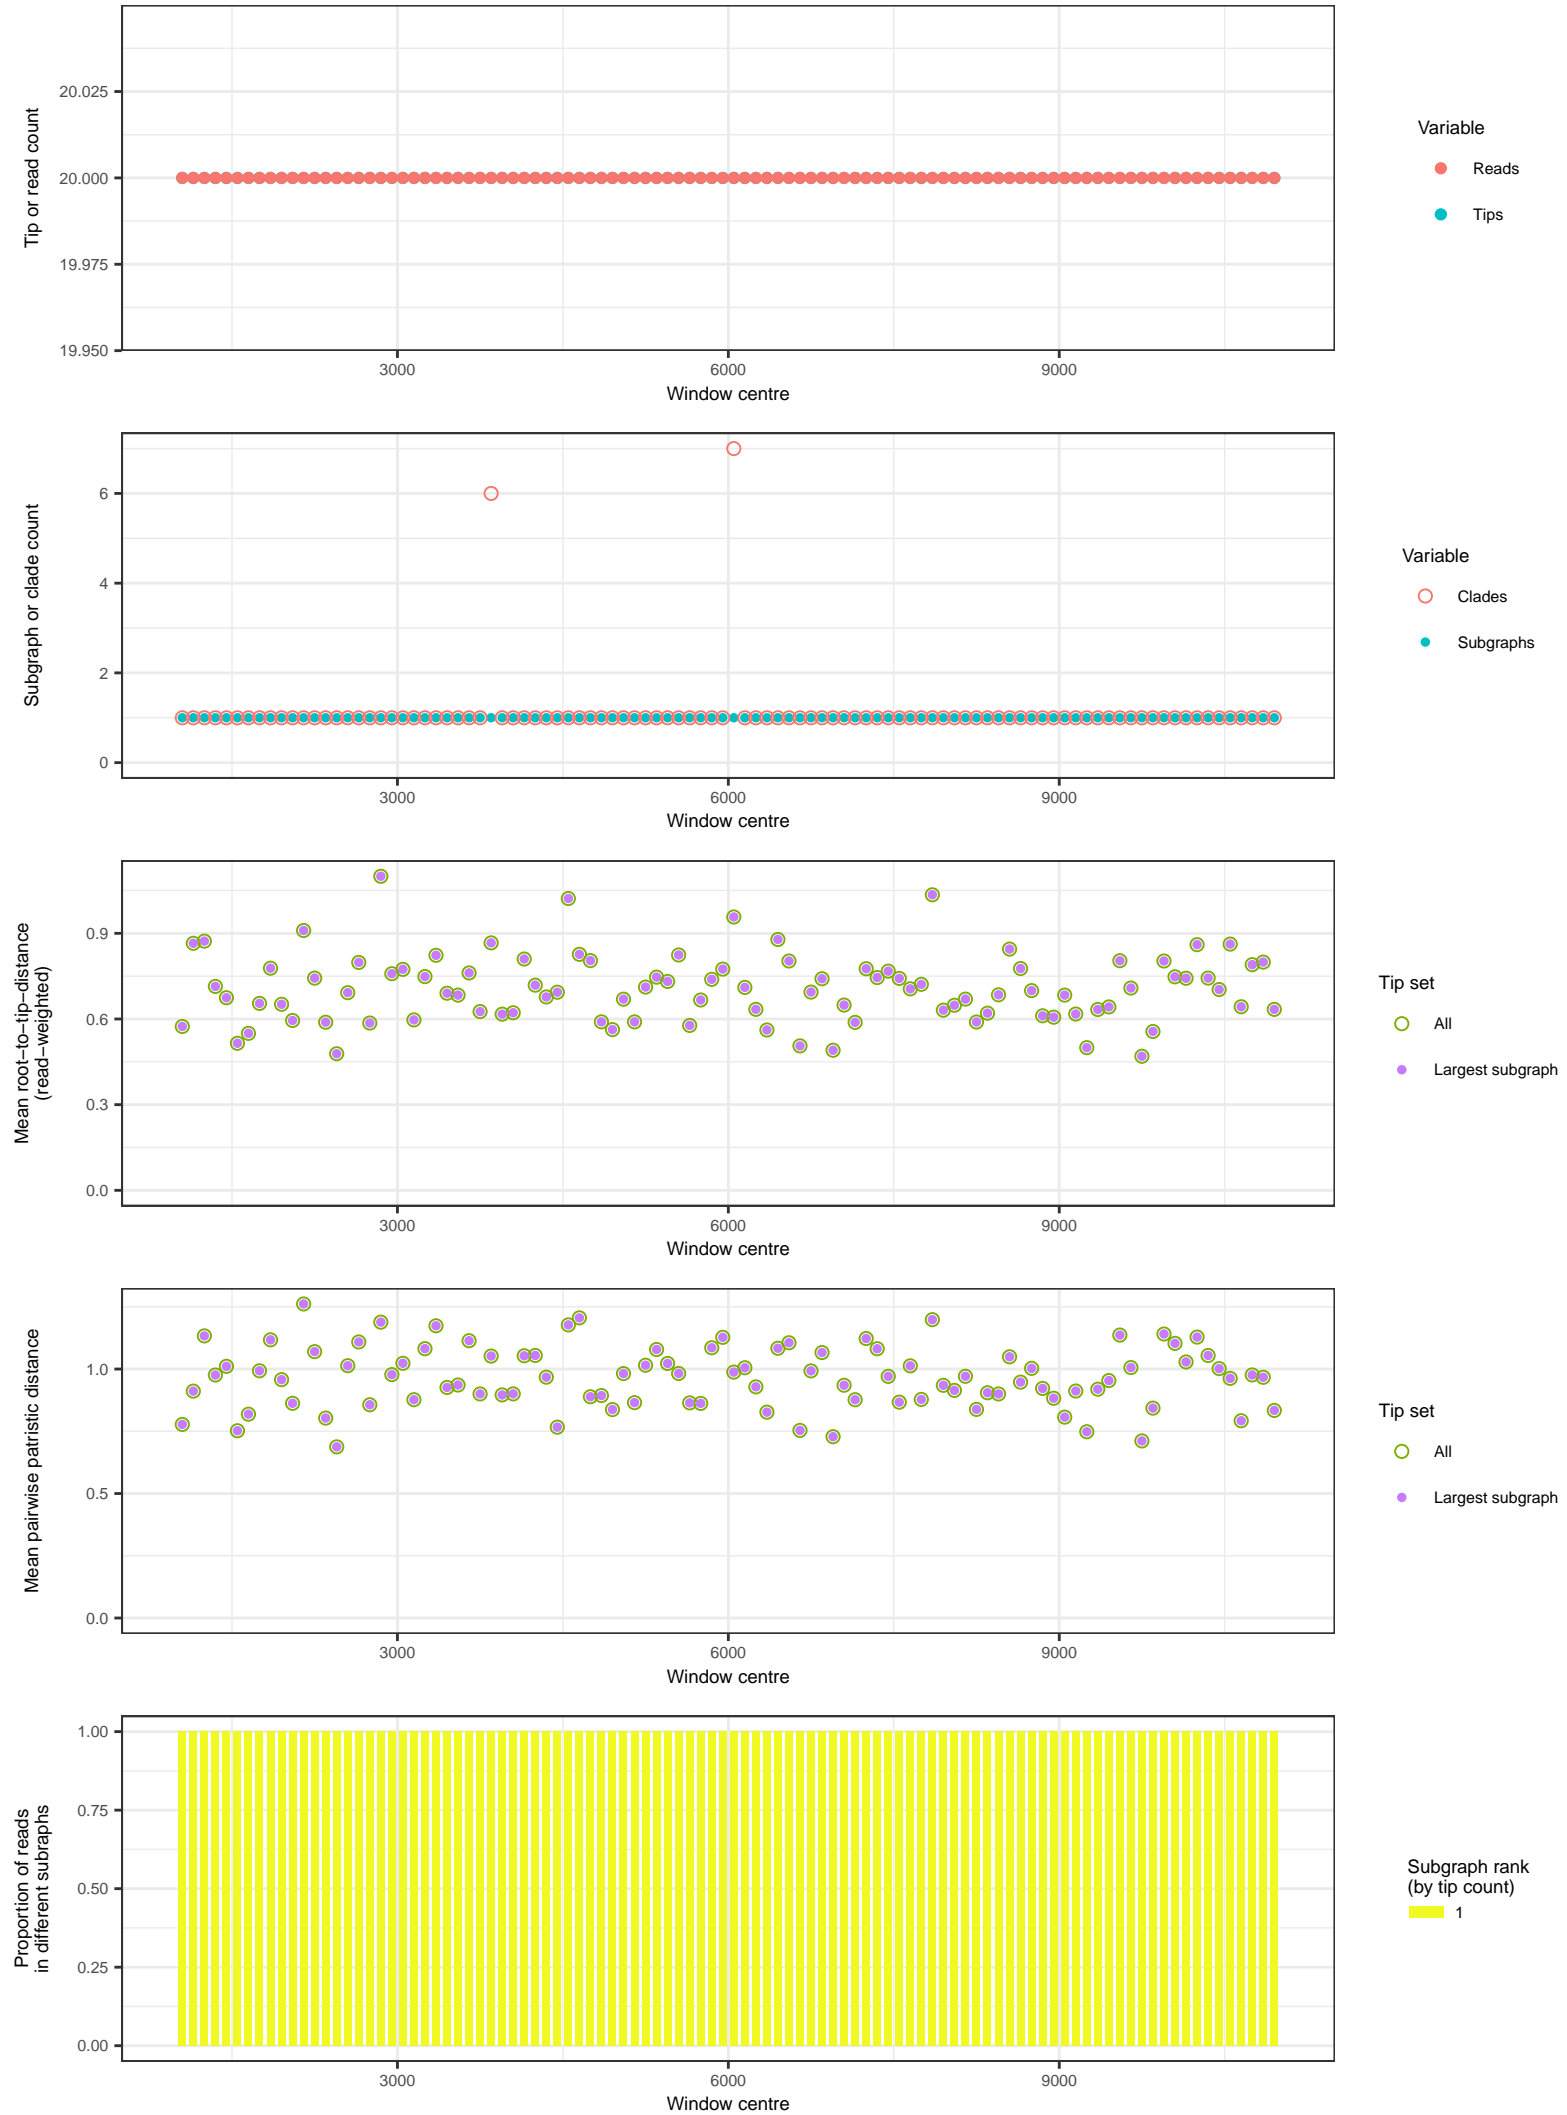 20.025
20.000
19.975
19.950
Tip or read count
3000
6000
9000
Window centre
Variable
Reads
Tips
6
4
2
0
Subgraph or clade count
3000
6000
9000
Window centre
Variable
Clades
Subgraphs
0.9
0.6
0.3
0.0
Mean root−to−tip−distance
(read−weighted)
3000
6000
9000
Window centre
Tip set
All
Largest subgraph
1.0
0.5
0.0
Mean pairwise patristic distance
3000
6000
9000
Window centre
Tip set
All
Largest subgraph
1.00
0.75
0.50
0.25
0.00
Proportion of reads
in different subraphs
3000
6000
9000
Window centre
Subgraph rank
(by tip count)
1